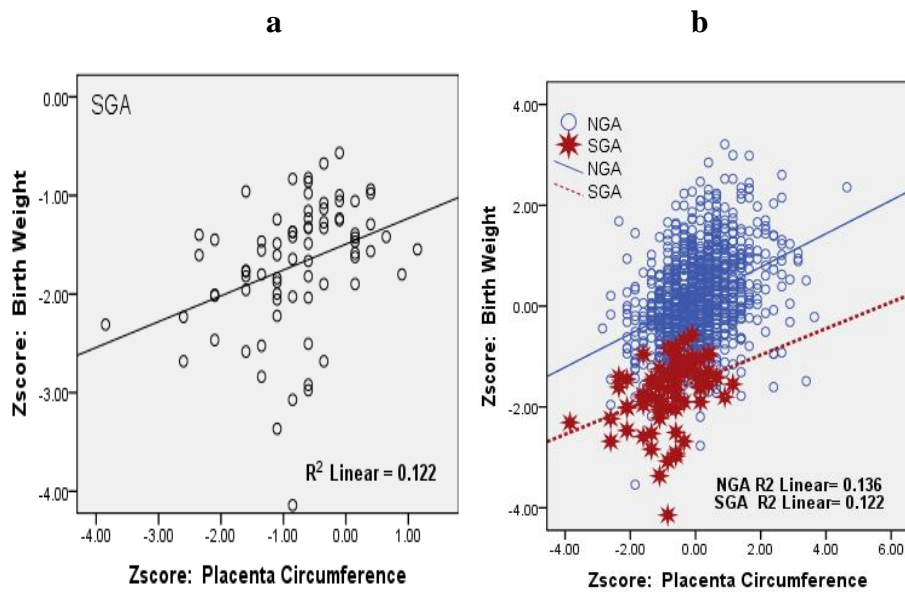 a
b
SGA
0.00
-1.00
-2.00
-3.00
-4.00
Zscore: Birth Weight
R² Linear = 0.122
-4.00 -3.00 -2.00 -1.00 .00 1.00
Zscore: Placenta Circumference
NGA
SGA
NGA
SGA
4.00
2.00
0.00
-2.00
-4.00
Zscore: Birth Weight
NGA R2 Linear= 0.136
SGA R2 Linear= 0.122
-4.00 -2.00 0.00 2.00 4.00 6.00
Zscore: Placenta Circumference